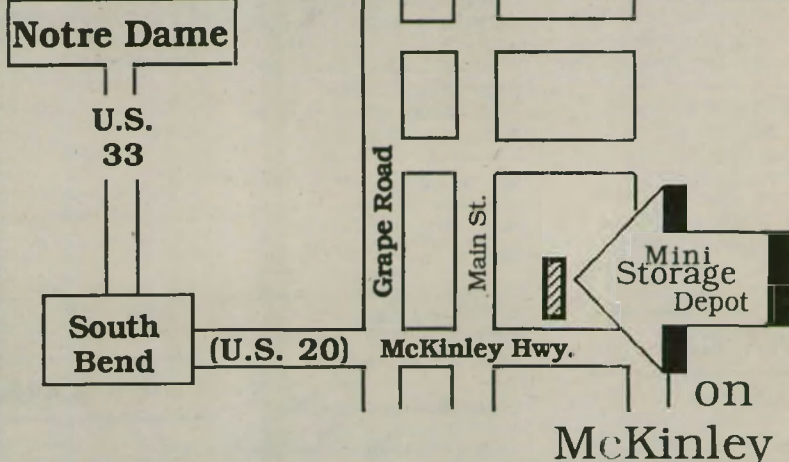 Notre Dame
U.S.
33
South
Bend
(U.S. 20)
McKinley Hwy.
Grape Road
Main St.
Mini
Storage
Depot
on
McKinley